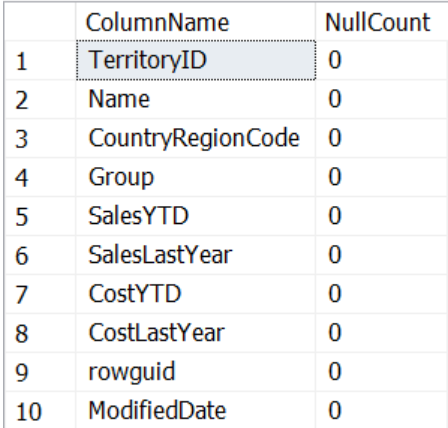 ColumnName NullCount
1 TerritoryID 0
2 Name 0
3 CountryRegionCode 0
4 Group 0
5 SalesYTD 0
6 SalesLastYear 0
7 CostYTD 0
8 CostLastYear 0
9 rowguid 0
10 ModifiedDate 0